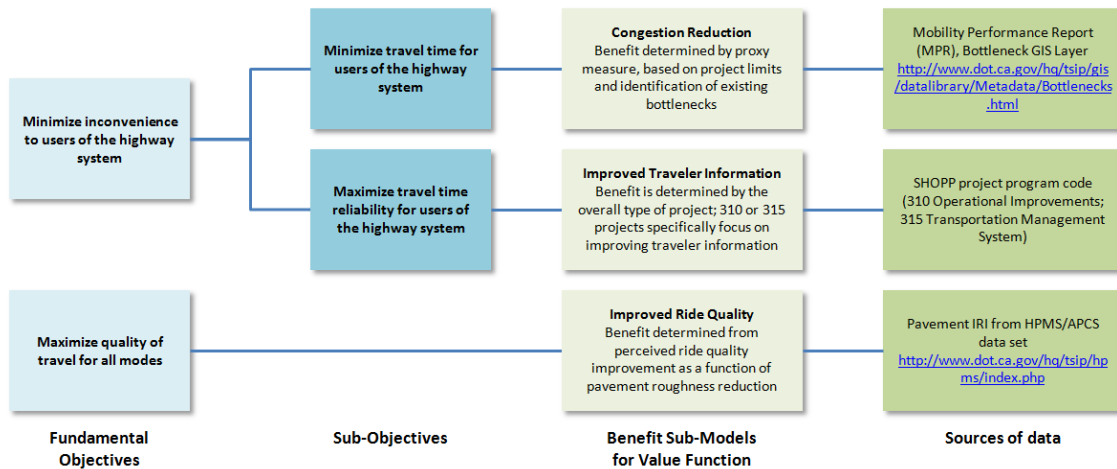 Minimize inconvenience
to users of the highway
system
Minimize travel time for
users of the highway
system
Congestion Reduction
Benefit determined by proxy
measure, based on project limits
and identification of existing
bottlenecks
Mobility Performance Report
(MPR), Bottleneck GIS Layer
http://www.dot.ca.gov/hq/tsip/gis
/datalibrary/Metadata/Bottlenecks
.html
Maximize travel time
reliability for users of
the highway system
Improved Traveler Information
Benefit is determined by the
overall type of project; 310 or 315
projects specifically focus on
improving traveler information
SHOPP project program code
(310 Operational Improvements;
315 Transportation Management
System)
Maximize quality of
travel for all modes
Improved Ride Quality
Benefit determined from
perceived ride quality
improvement as a function of
pavement roughness reduction
Pavement IRI from HPMS/APCS
data set
http://www.dot.ca.gov/hq/tsip/hp
ms/index.php
Fundamental
Objectives
Sub-Objectives
Benefit Sub-Models
for Value Function
Sources of data